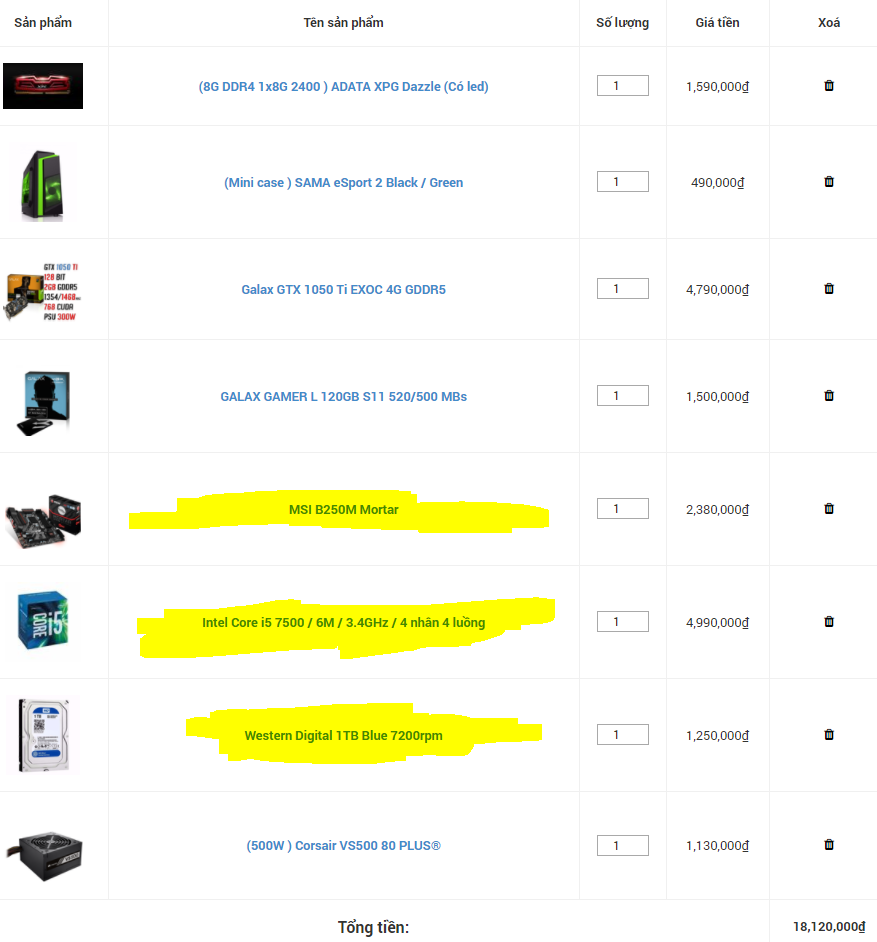 Sản phẩm Tên sản phẩm Số lượng Giá tiền Xoá
(8G DDR4 1x8G 2400 ) ADATA XPG Dazzle (Có led) 1 1,590,000₫
(Mini case ) SAMA eSport 2 Black / Green 1 490,000₫
GTX 1050 Ti
128 BIT
2GB GDDR5
1354/1468
768 CUDA
PSU 300W
Galax GTX 1050 Ti EXOC 4G GDDR5 1 4,790,000₫
GALAX GAMER L 120GB S11 520/500 MBs 1 1,500,000₫
MSI B250M Mortar 1 2,380,000₫
CORE i5
Intel Core i5 7500 / 6M / 3.4GHz / 4 nhân 4 luồng 1 4,990,000₫
Western Digital 1TB Blue 7200rpm 1 1,250,000₫
(500W ) Corsair VS500 80 PLUS® 1 1,130,000₫
Tổng tiền: 18,120,000₫